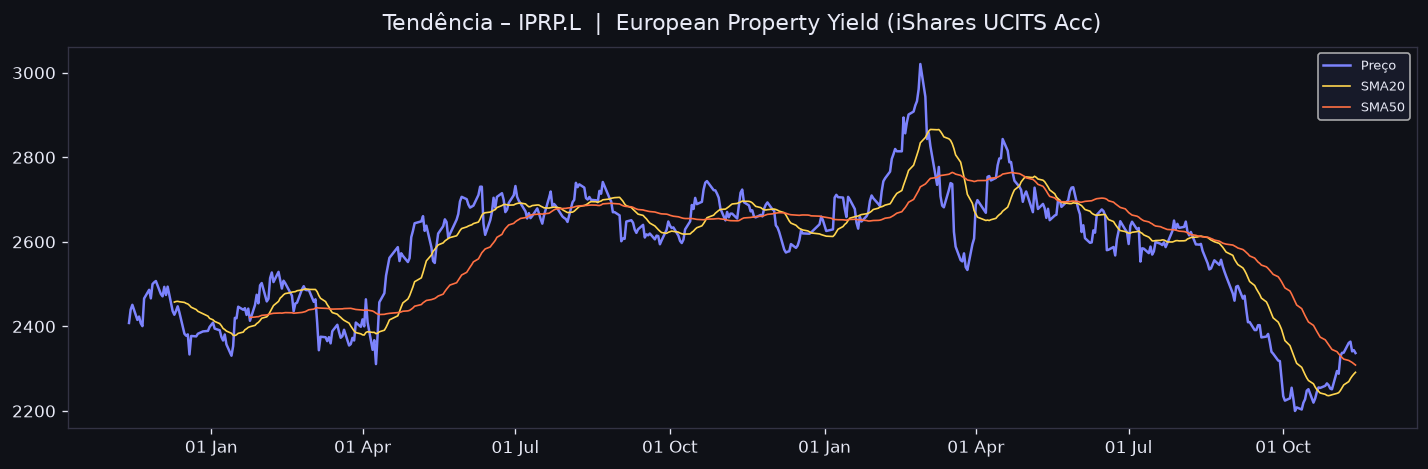 Tendência – IPRP.L | European Property Yield (iShares UCITS Acc)
Preço
SMA20
SMA50
3000
2800
2600
2400
2200
01 Jan
01 Apr
01 Jul
01 Oct
01 Jan
01 Apr
01 Jul
01 Oct